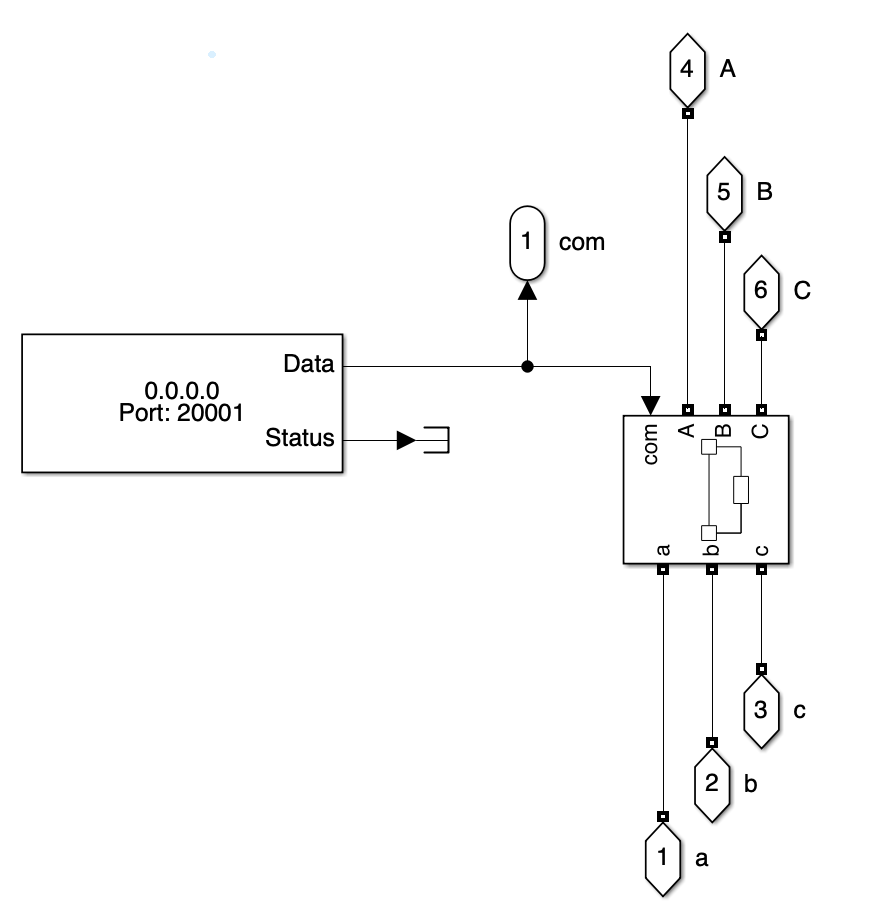 4 A
5 B
1 com
6 C
Data
0.0.0.0
Port: 20001
Status
com A B C
a b c
3 c
2 b
1 a